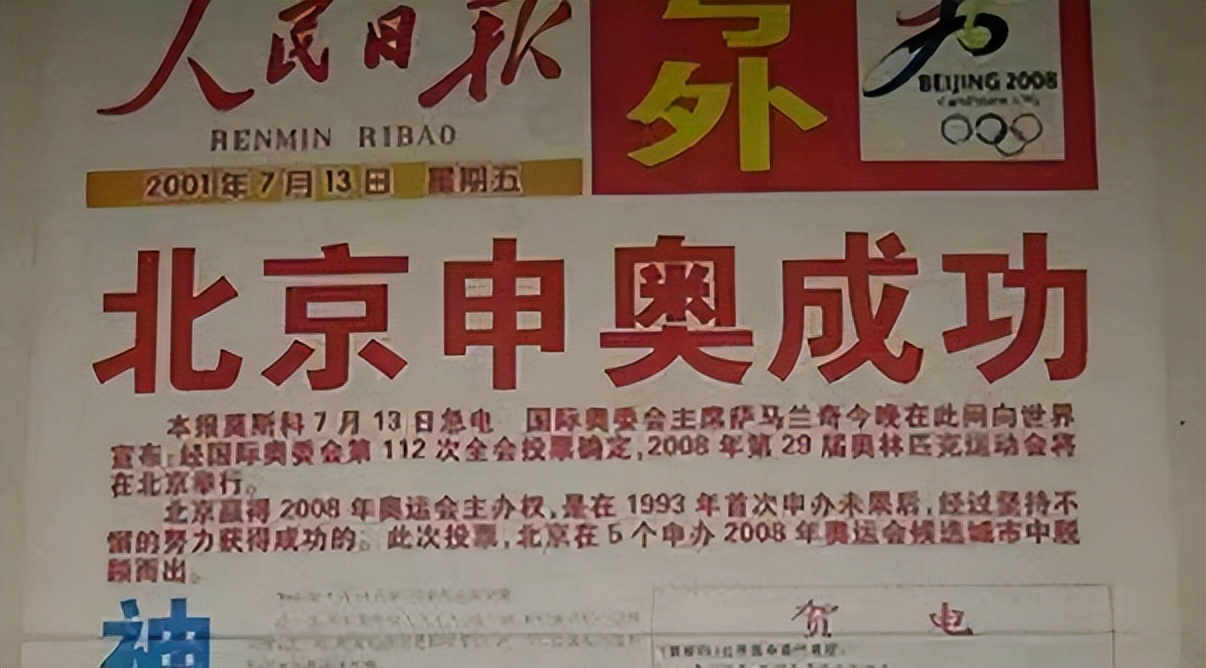 人民日报
RENMIN RIBAO
2001年7月13日 星期五
号外
BEIJING 2008
北京申奥成功
本报莫斯科7月13日急电 国际奥委会主席萨马兰奇今晚在此间向世界
宣布,经国际奥委会第112次全会投票确定,2008年第29届奥林匹克运动会将
在北京举行。
北京赢得2008年奥运会主办权,是在1993年首次申办未果后,经过坚持不
懈的努力获得成功的。此次投票,北京在5个申办2008年奥运会候选城市中脱
颖而出。
神
贺 电